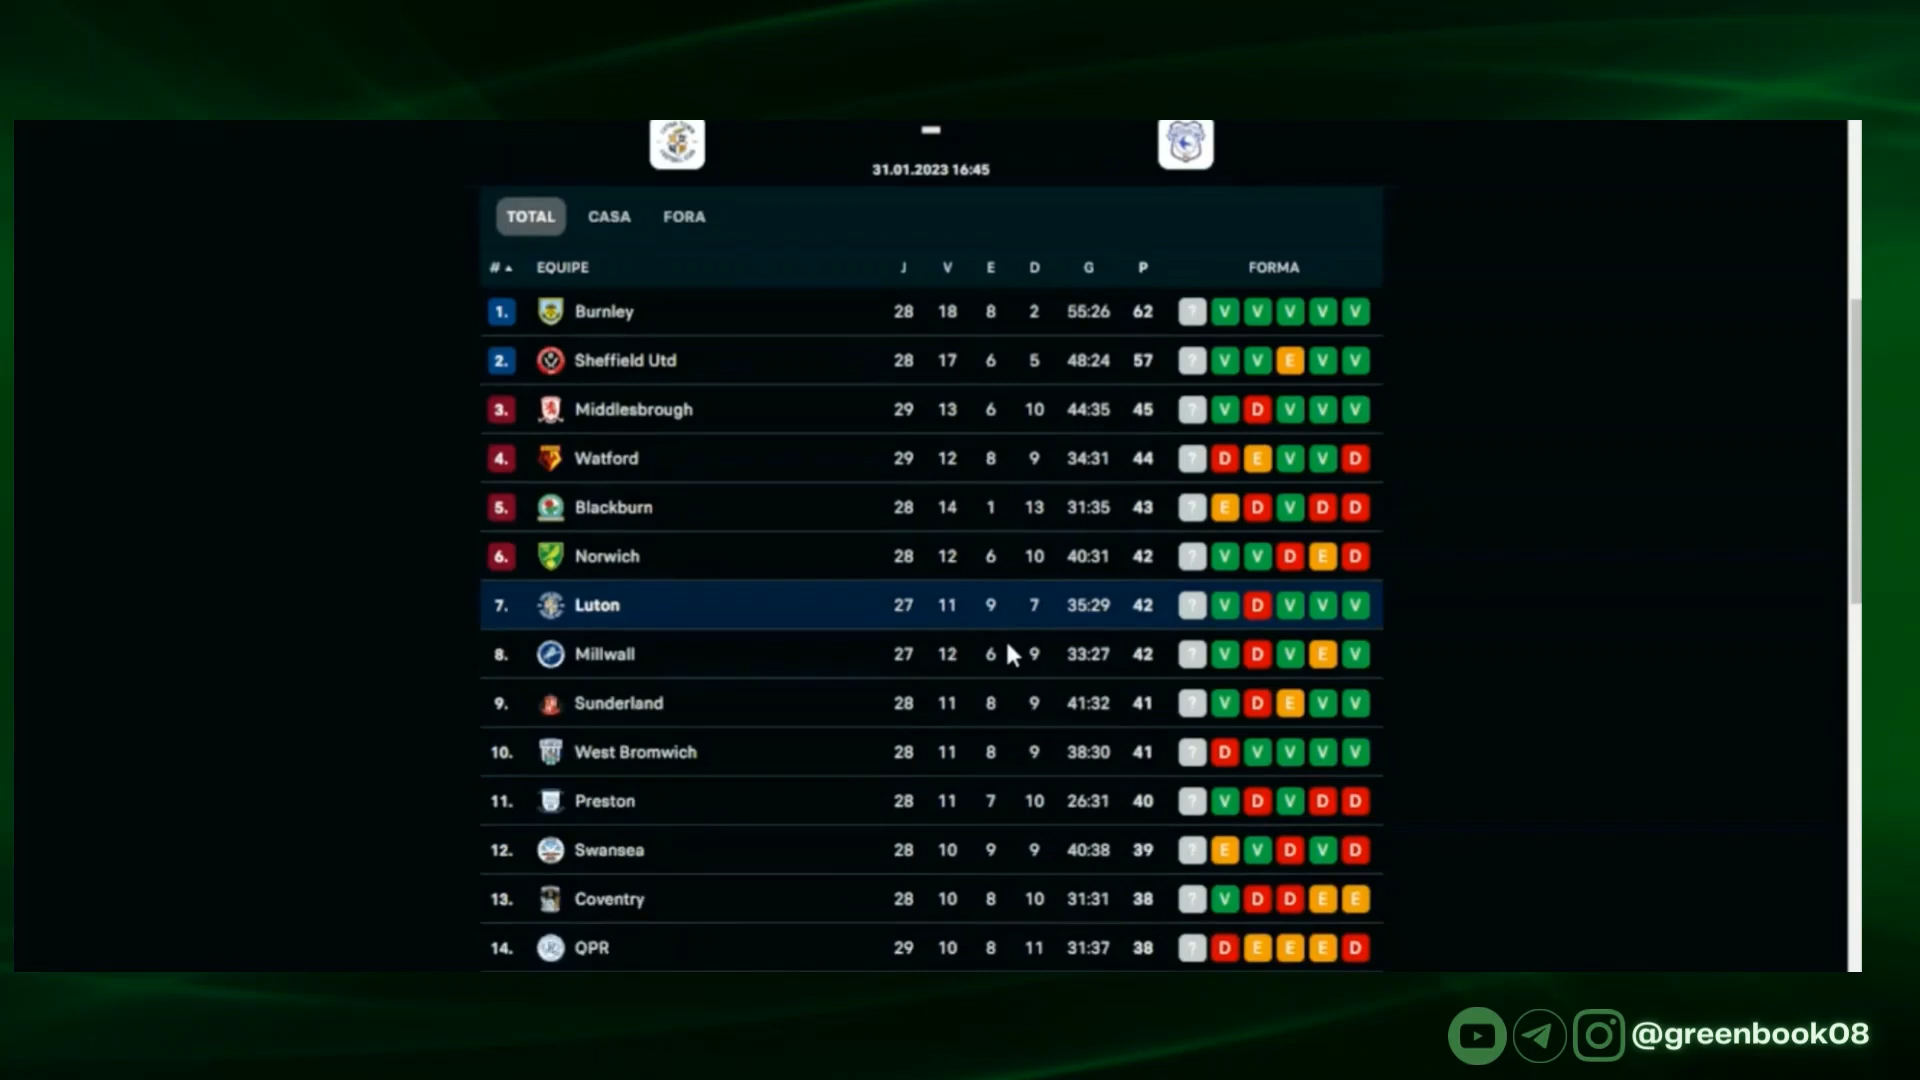 31.01.2023 16:45
TOTAL CASA FORA
# EQUIPE J V E D G P FORMA
1. Burnley 28 18 8 2 55:26 62 ? V V V V V
2. Sheffield Utd 28 17 6 5 48:24 57 ? V V E V V
3. Middlesbrough 29 13 6 10 44:35 45 ? V D V V V
4. Watford 29 12 8 9 34:31 44 ? D E V V D
5. Blackburn 28 14 1 13 31:35 43 ? E D V D D
6. Norwich 28 12 6 10 40:31 42 ? V V D E D
7. Luton 27 11 9 7 35:29 42 ? V D V V V
8. Millwall 27 12 6 9 33:27 42 ? V D V E V
9. Sunderland 28 11 8 9 41:32 41 ? V D E V V
10. West Bromwich 28 11 8 9 38:30 41 ? D V V V V
11. Preston 28 11 7 10 26:31 40 ? V D V D D
12. Swansea 28 10 9 9 40:38 39 ? E V D V D
13. Coventry 28 10 8 10 31:31 38 ? V D D E E
14. QPR 29 10 8 11 31:37 38 ? D E E E D
@greenbook08